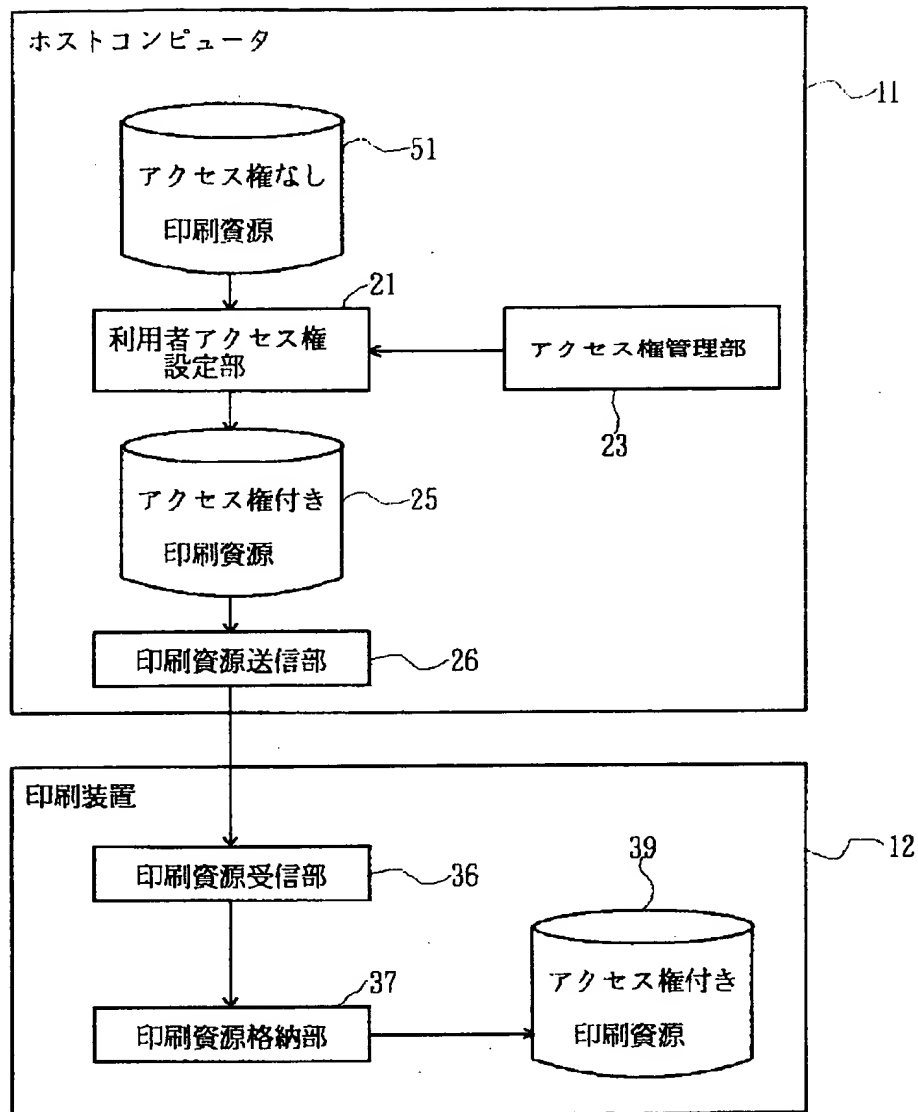 ホストコンピュータ
11
51
アクセス権なし
印刷資源
21
利用者アクセス権
設定部
アクセス権管理部
23
アクセス権付き
印刷資源
25
印刷資源送信部
26
印刷装置
12
印刷資源受信部
36
39
アクセス権付き
印刷資源
37
印刷資源格納部